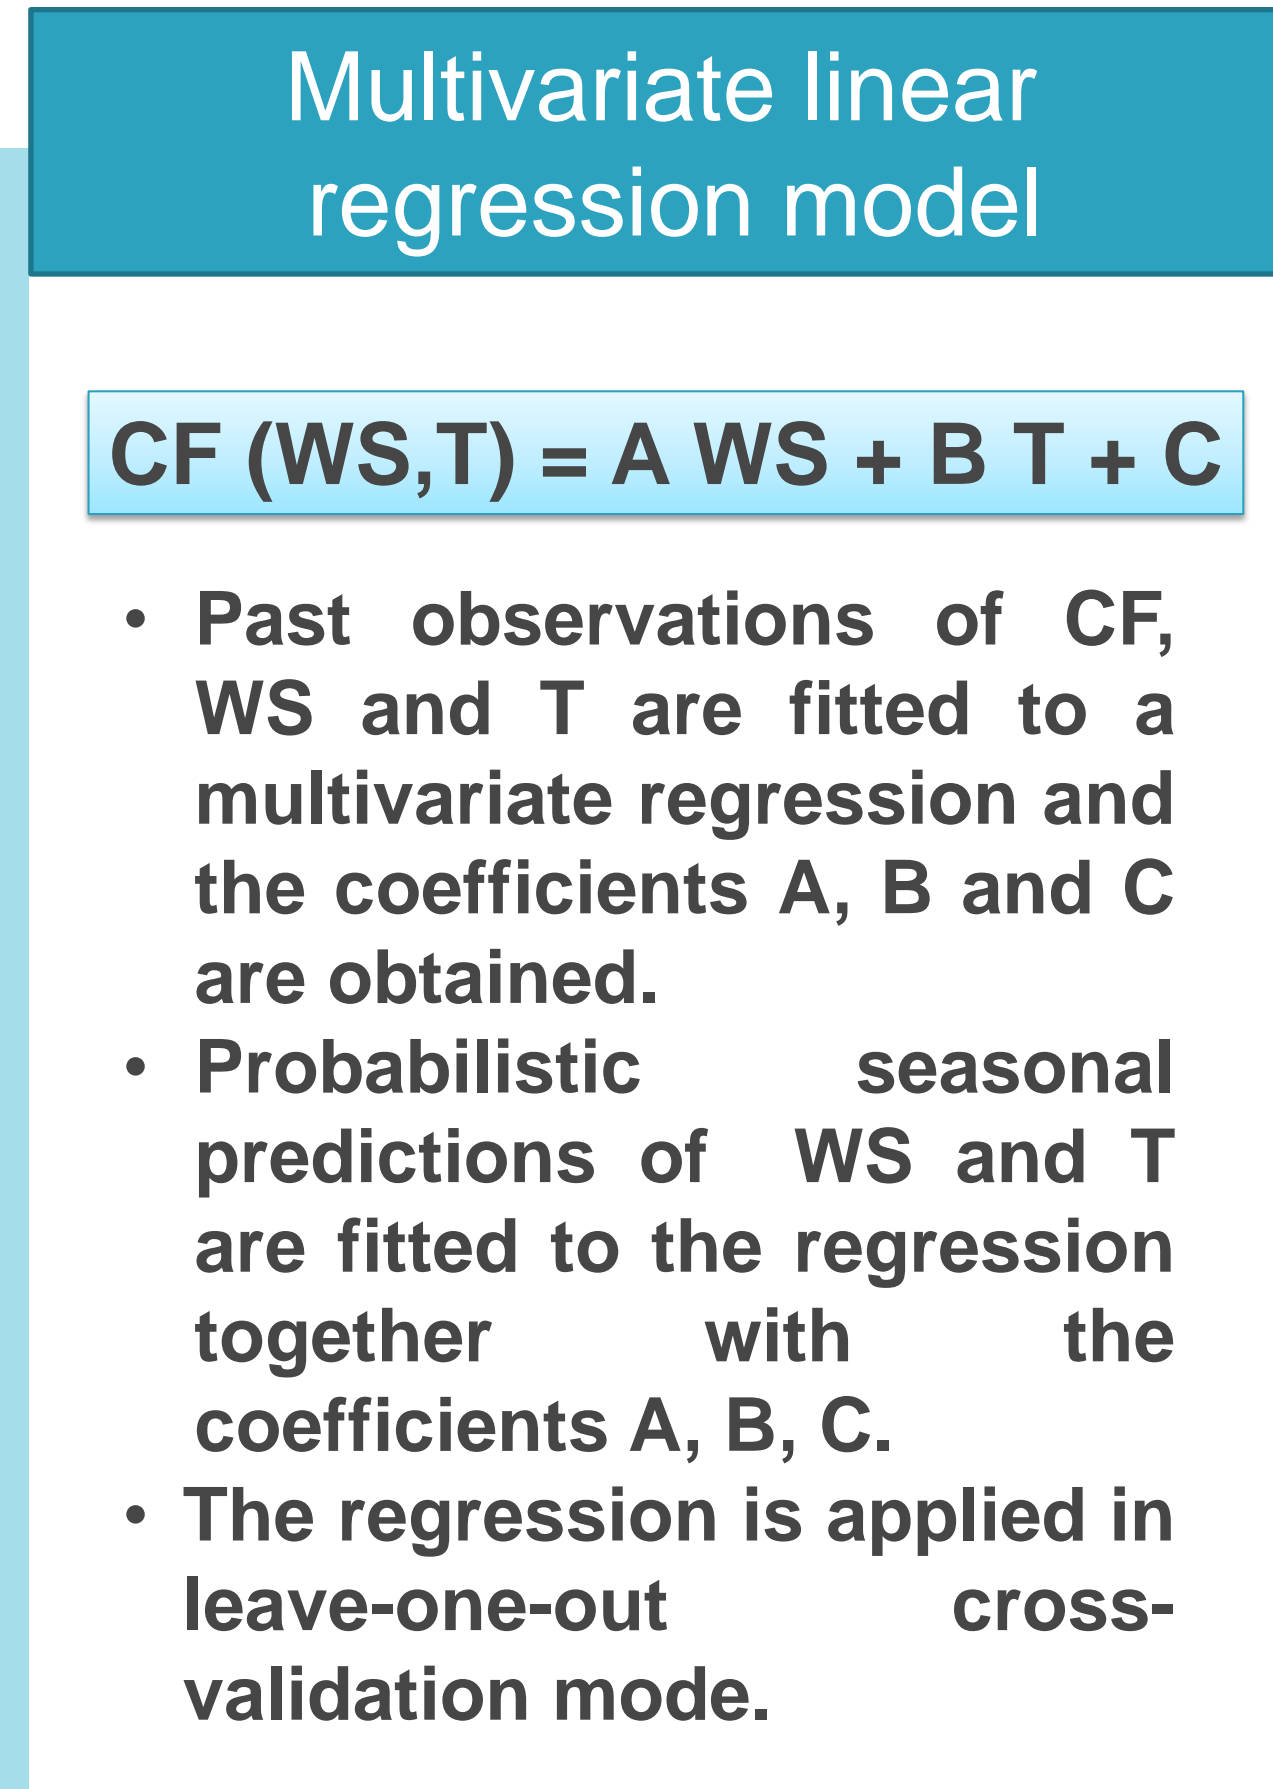 Multivariate linear
regression model
CF (WS,T) = A WS + B T + C
• Past observations of CF,
WS and T are fitted to a
multivariate regression and
the coefficients A, B and C
are obtained.
• Probabilistic seasonal
predictions of WS and T
are fitted to the regression
together with the
coefficients A, B, C.
• The regression is applied in
leave-one-out cross-
validation mode.